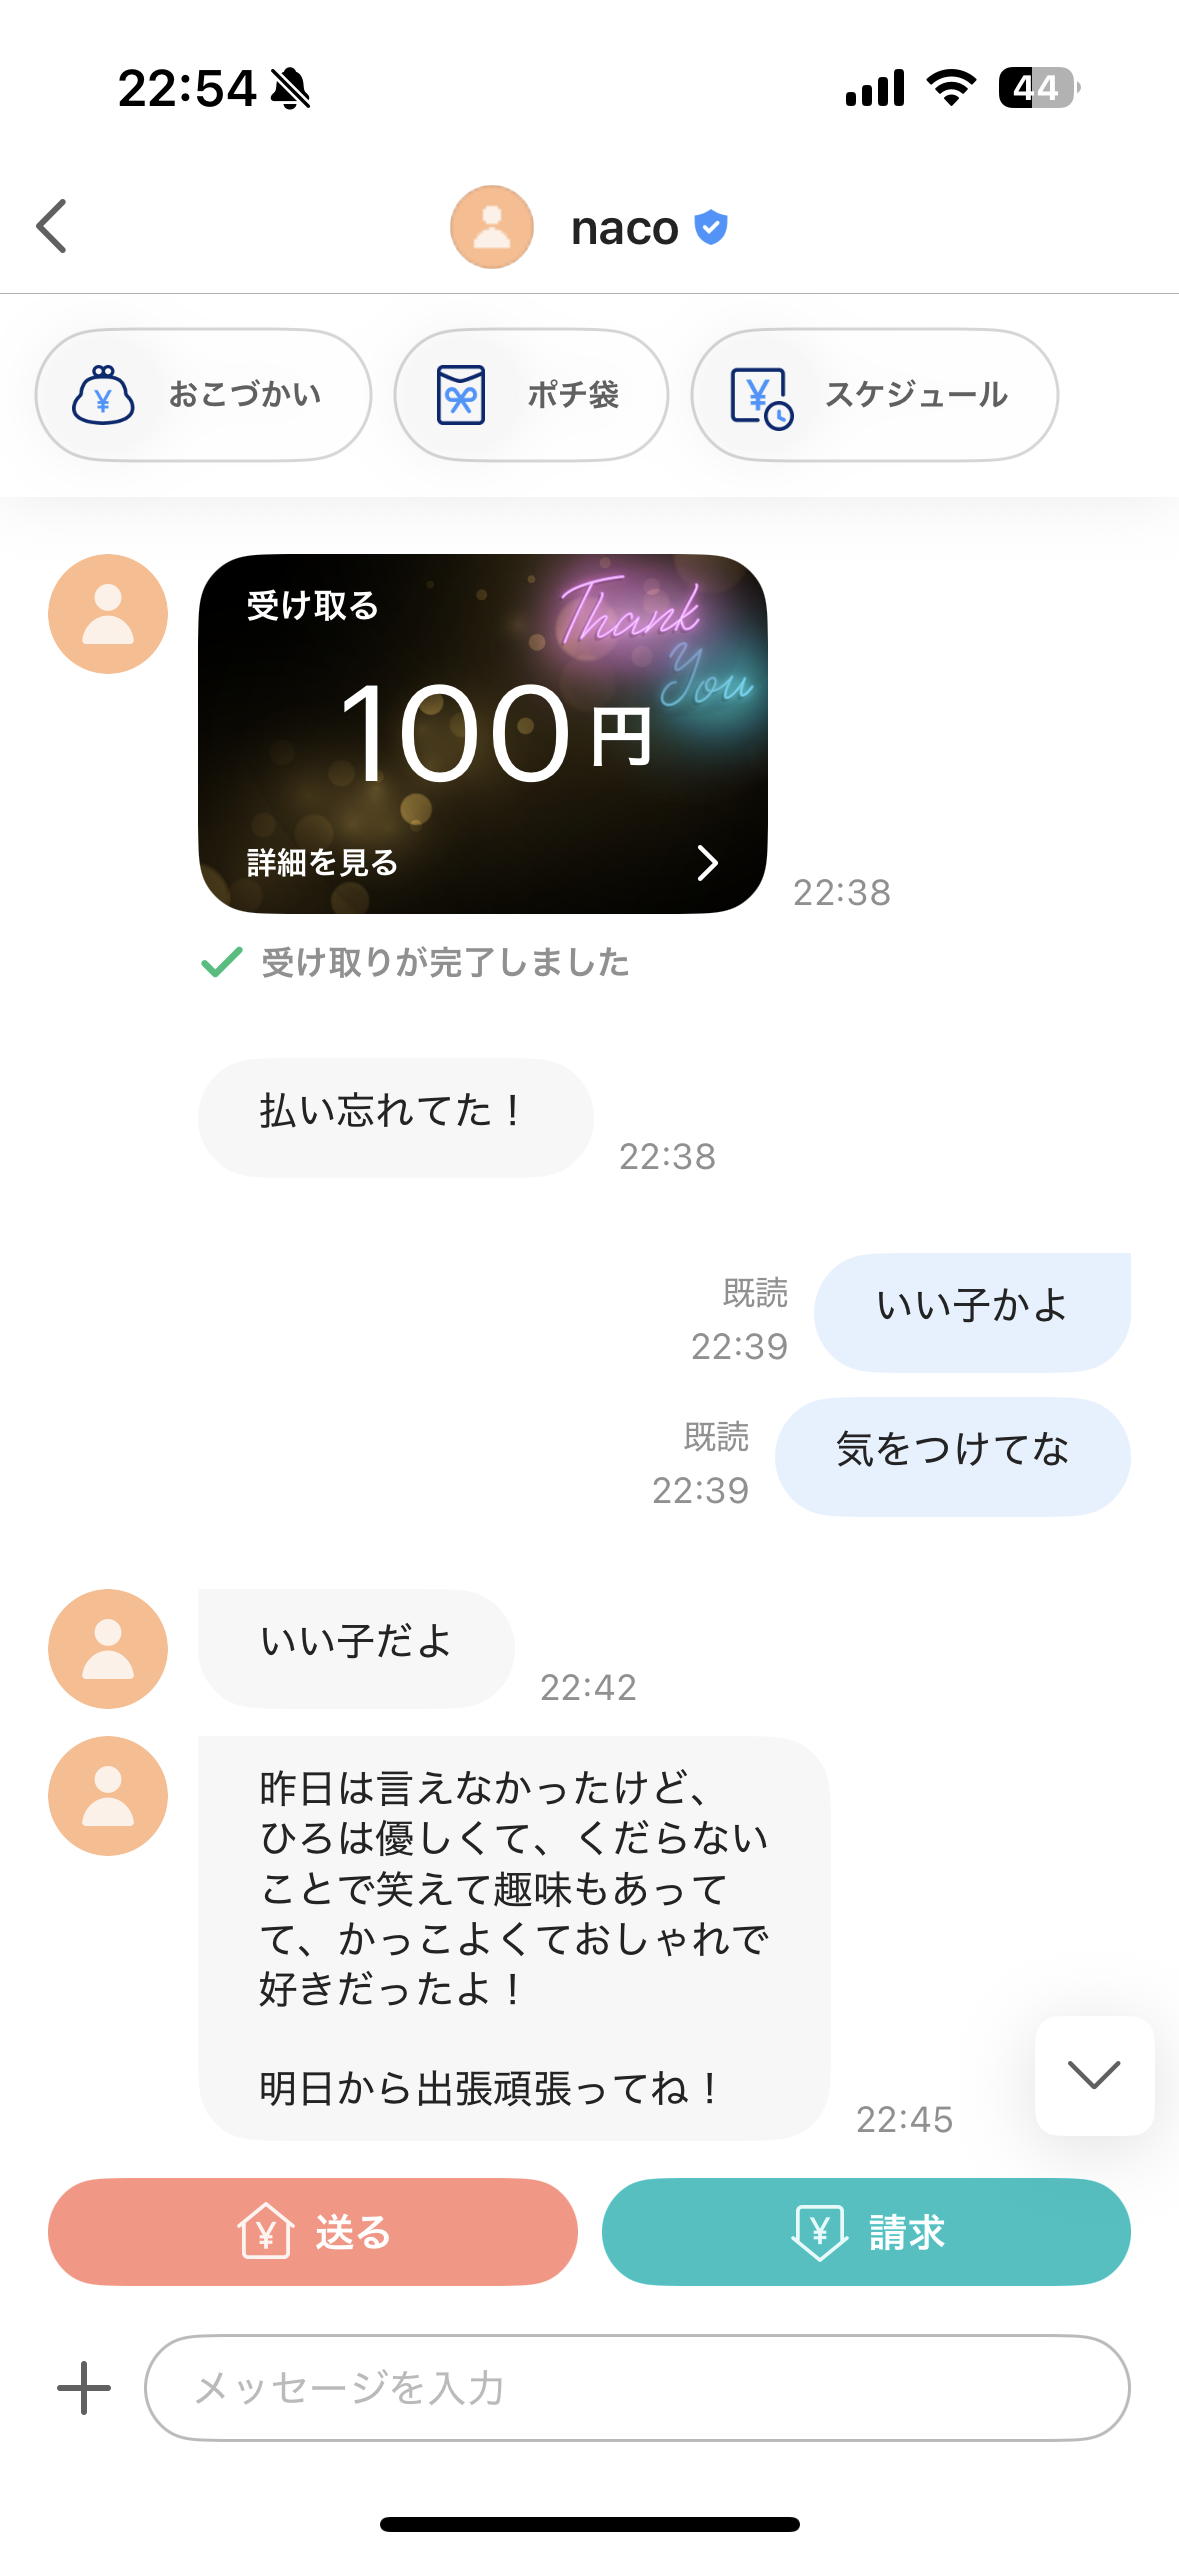 22:54
44
naco
おこづかい
ポチ袋
スケジュール
受け取る
Thank
You
100円
詳細を見る
22:38
受け取りが完了しました
払い忘れてた！
22:38
いい子かよ
既読
22:39
気をつけてな
既読
22:39
いい子だよ
22:42
昨日は言えなかったけど、
ひろは優しくて、くだらない
ことで笑えて趣味もあって
て、かっこよくておしゃれで
好きだったよ！
明日から出張頑張ってね！
22:45
送る
請求
メッセージを入力